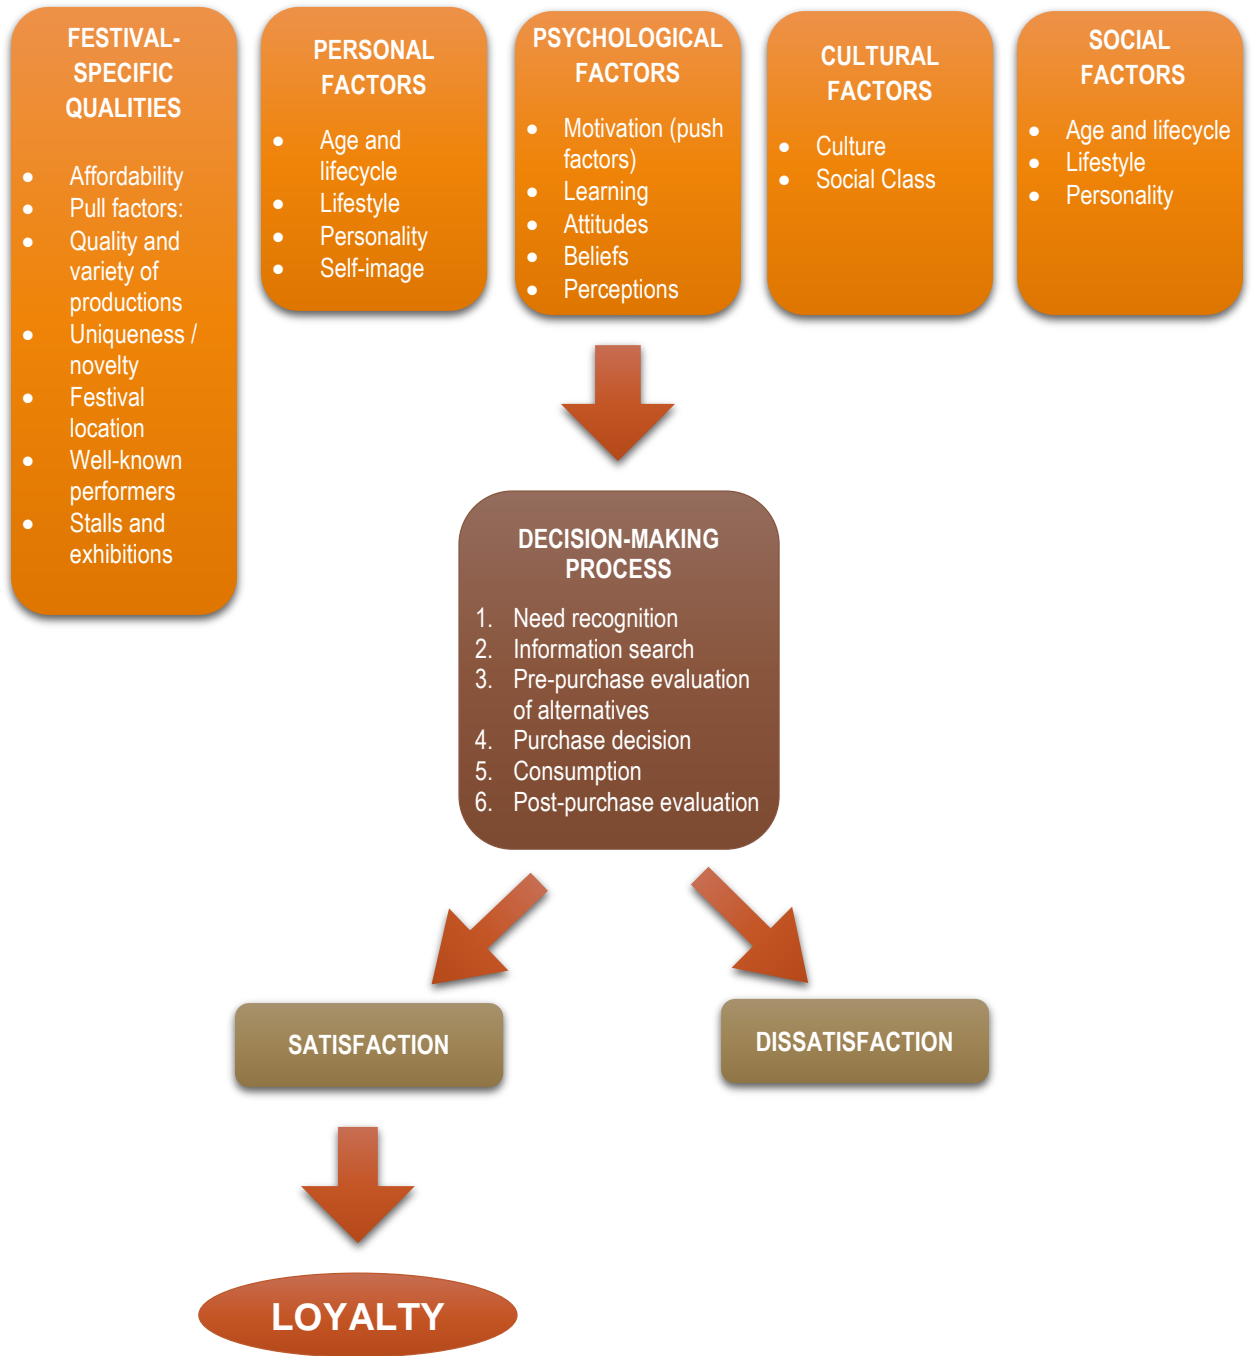 FESTIVAL-
SPECIFIC
QUALITIES
● Affordability
● Pull factors:
● Quality and
variety of
productions
● Uniqueness /
novelty
● Festival
location
● Well-known
performers
● Stalls and
exhibitions
PERSONAL
FACTORS
● Age and
lifecycle
● Lifestyle
● Personality
● Self-image
PSYCHOLOGICAL
FACTORS
● Motivation (push
factors)
● Learning
● Attitudes
● Beliefs
● Perceptions
CULTURAL
FACTORS
● Culture
● Social Class
SOCIAL
FACTORS
● Age and lifecycle
● Lifestyle
● Personality
DECISION-MAKING
PROCESS
1. Need recognition
2. Information search
3. Pre-purchase evaluation
of alternatives
4. Purchase decision
5. Consumption
6. Post-purchase evaluation
SATISFACTION
DISSATISFACTION
LOYALTY